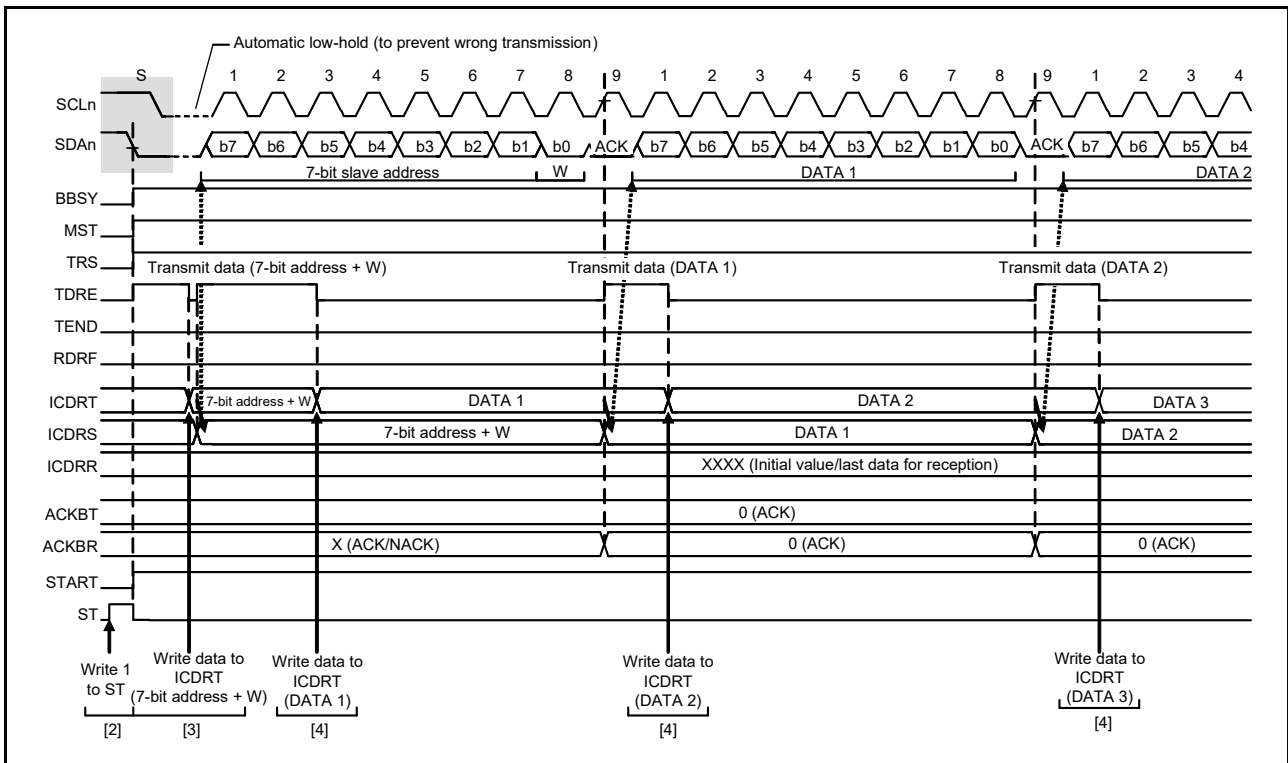 Automatic low-hold (to prevent wrong transmission)
S 1 2 3 4 5 6 7 8 9 1 2 3 4 5 6 7 8 9 1 2 3 4
SCLn
SDAn b7 b6 b5 b4 b3 b2 b1 b0 ACK b7 b6 b5 b4 b3 b2 b1 b0 ACK b7 b6 b5 b4
7-bit slave address W DATA 1 DATA 2
BBSY
MST
TRS
Transmit data (7-bit address + W) Transmit data (DATA 1) Transmit data (DATA 2)
TDRE
TEND
RDRF
ICDRT 7-bit address + W DATA 1 DATA 2 DATA 3
ICDRS 7-bit address + W DATA 1 DATA 2
ICDRR XXXX (Initial value/last data for reception)
ACKBT 0 (ACK)
ACKBR X (ACK/NACK) 0 (ACK) 0 (ACK)
START
ST
Write 1
to ST
[2]
Write data to
ICDRT
(7-bit address + W)
[3]
Write data to
ICDRT
(DATA 1)
[4]
Write data to
ICDRT
(DATA 2)
[4]
Write data to
ICDRT
(DATA 3)
[4]